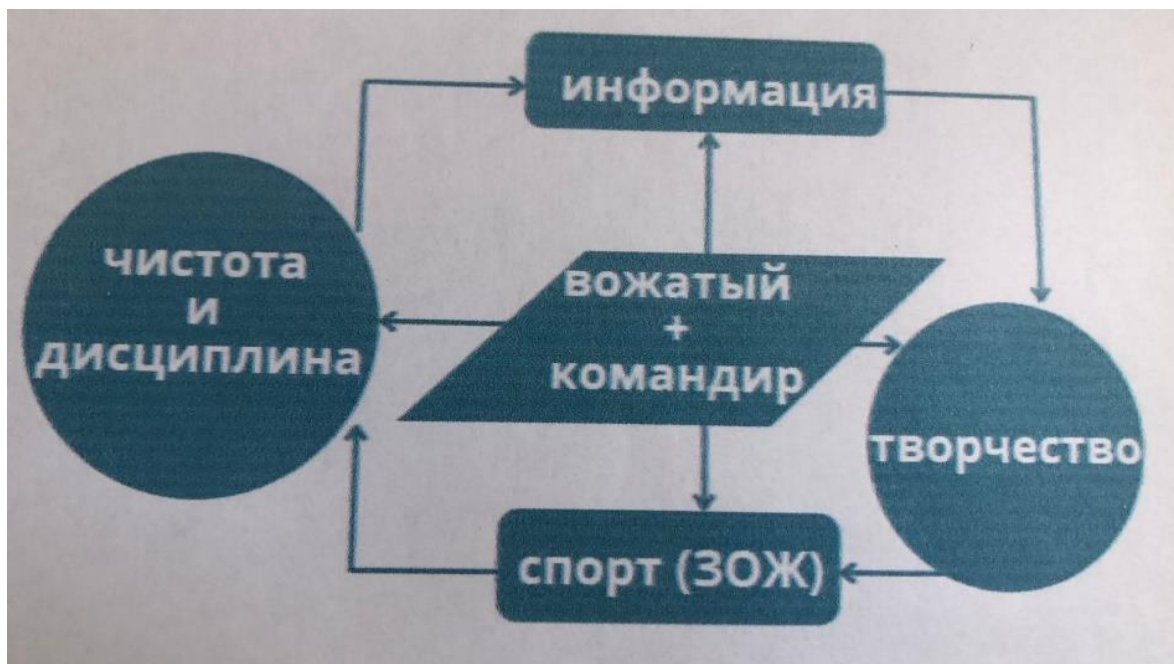 информация
чистота
и
дисциплина
вожатый
+
командир
творчество
спорт (ЗОЖ)